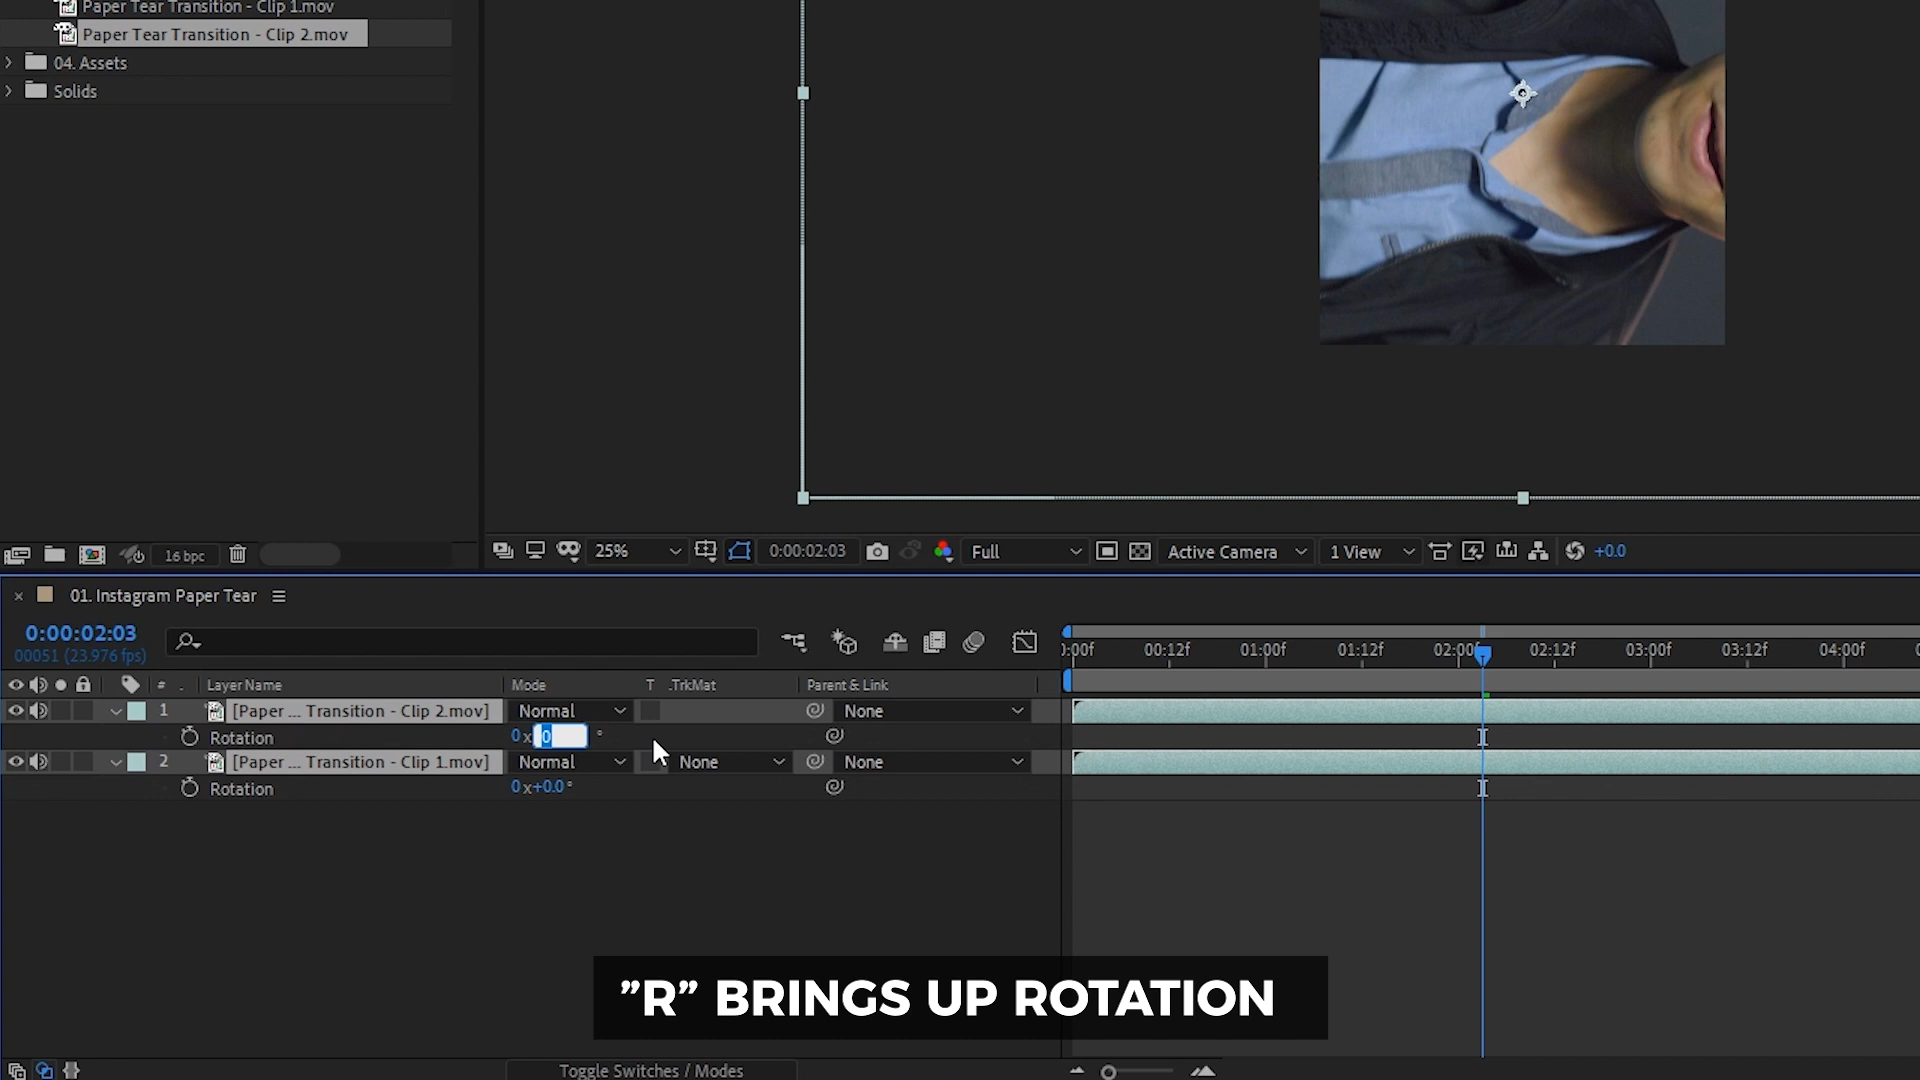 Paper Tear Transition - Clip 1.mov
Paper Tear Transition - Clip 2.mov
04. Assets
Solids
16 bpc
25%
0:00:02:03
Full
Active Camera
1 View
+0.0
01. Instagram Paper Tear
0:00:02:03
00051 (23.976 fps)
:00f 00:12f 01:00f 01:12f 02:00f 02:12f 03:00f 03:12f 04:00f
# . Layer Name Mode T .TrkMat Parent & Link
1 [Paper ... Transition - Clip 2.mov] Normal None
Rotation 0x0°
2 [Paper ... Transition - Clip 1.mov] Normal None None
Rotation 0x+0.0°
”R” BRINGS UP ROTATION
Toggle Switches / Modes